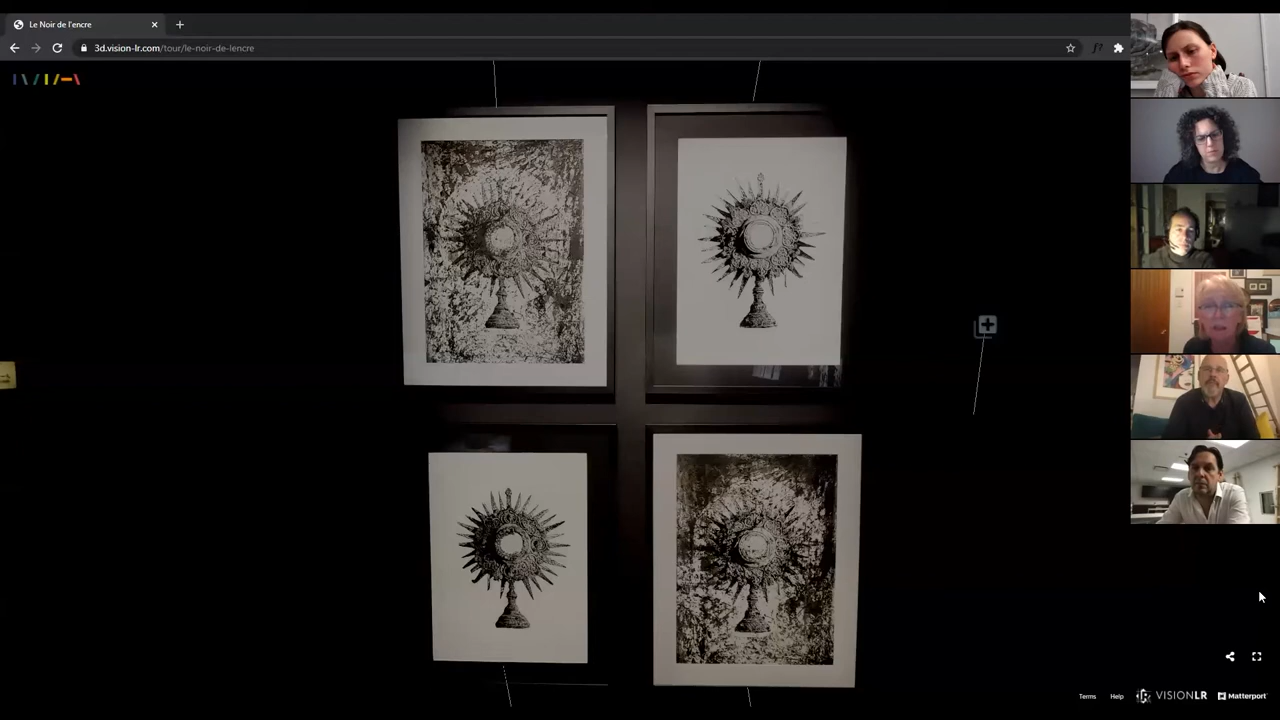 Le Noir de l'encre
3d.vision-lr.com/tour/le-noir-de-lencre
f?
Terms
Help
VISIONLR
Matterport